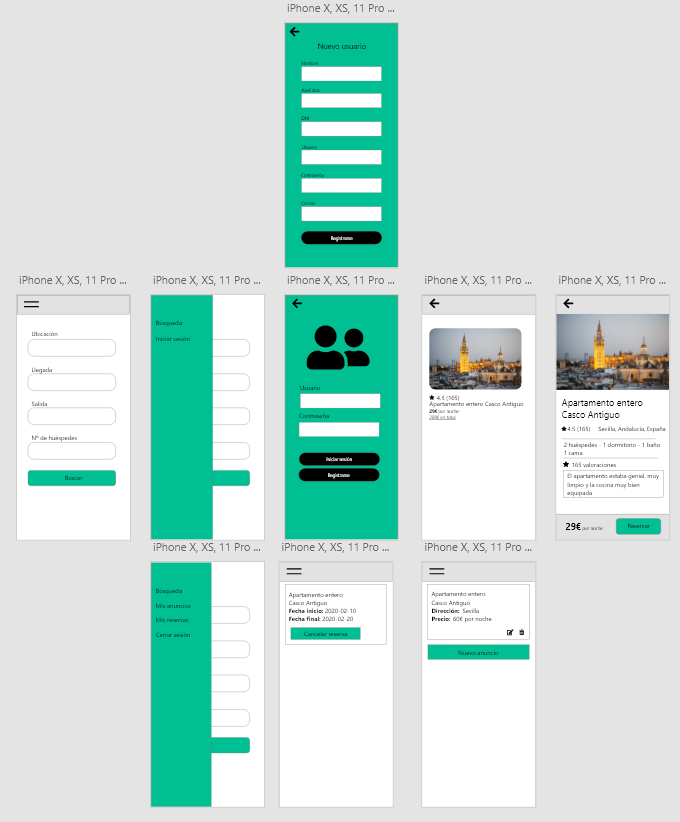 iPhone X, XS, 11 Pro ...
Nuevo usuario
Nombre
Apellidos
DNI
Usuario
Contraseña
Correo
Registrarse
iPhone X, XS, 11 Pro ...
iPhone X, XS, 11 Pro ...
iPhone X, XS, 11 Pro ...
iPhone X, XS, 11 Pro ...
iPhone X, XS, 11 Pro ...
Ubicación
Llegada
Salida
Nº de huéspedes
Buscar
Búsqueda
Iniciar sesión
Usuario
Contraseña
Iniciar sesión
Registrarse
4.5 (165)
Apartamento entero Casco Antiguo
29€ por noche
Apartamento entero
Casco Antiguo
4.5 (165) Sevilla, Andalucía, España
2 huéspedes · 1 dormitorio · 1 baño
1 cama
165 valoraciones
El apartamento estaba genial, muy
limpio y la cocina muy bien
equipada
29€ por noche
Reservar
iPhone X, XS, 11 Pro ...
iPhone X, XS, 11 Pro ...
iPhone X, XS, 11 Pro ...
Búsqueda
Mis anuncios
Mis reservas
Cerrar sesión
Apartamento entero
Casco Antiguo
Fecha inicio: 2020-02-10
Fecha final: 2020-02-20
Cancelar reserva
Apartamento entero
Casco Antiguo
Dirección: Sevilla
Precio: 60€ por noche
Nuevo anuncio